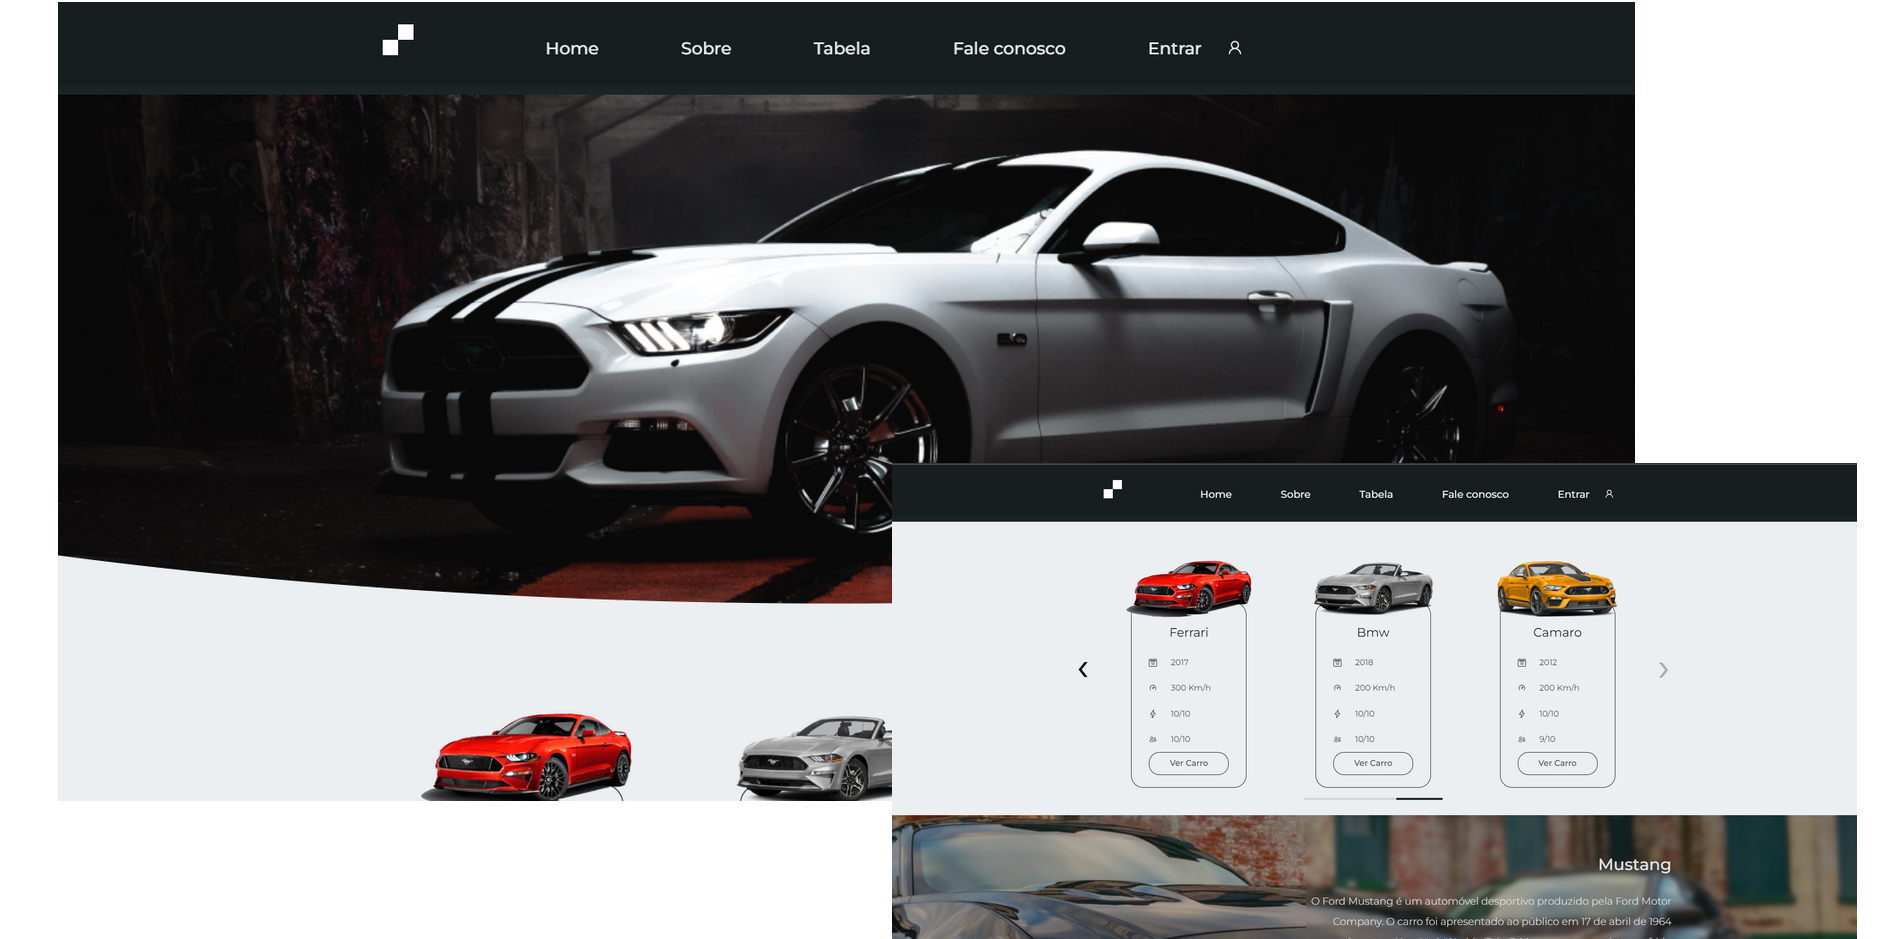 Home Sobre Tabela Fale conosco Entrar
Home Sobre Tabela Fale conosco Entrar
Ferrari
2017
300 Km/h
10/10
10/10
Ver Carro
Bmw
2018
200 Km/h
10/10
10/10
Ver Carro
Camaro
2012
200 Km/h
10/10
9/10
Ver Carro
Mustang
O Ford Mustang é um automóvel desportivo produzido pela Ford Motor
Company. O carro foi apresentado ao público em 17 de abril de 1964